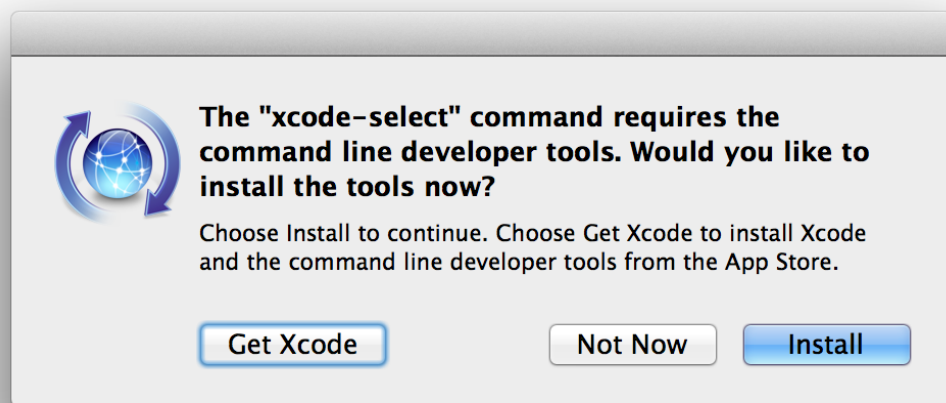 The "xcode-select" command requires the
command line developer tools. Would you like to
install the tools now?
Choose Install to continue. Choose Get Xcode to install Xcode
and the command line developer tools from the App Store.
Get Xcode
Not Now
Install